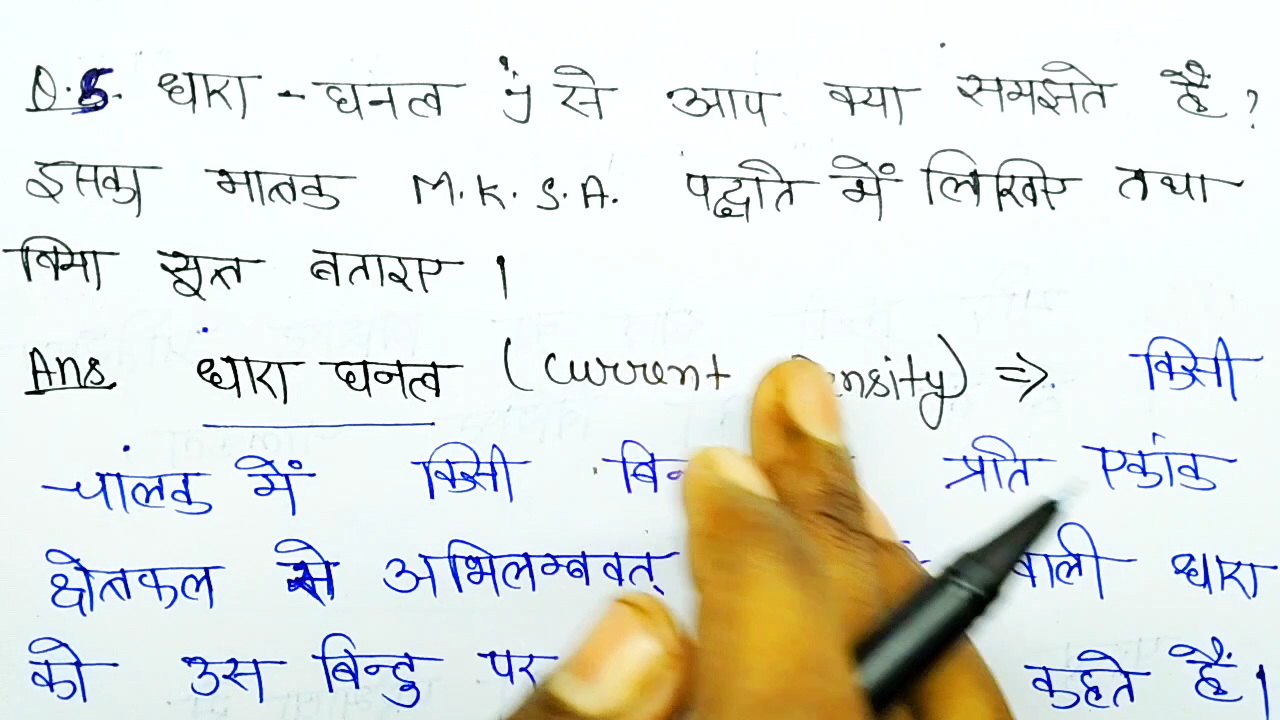 Q.5. धारा - घनत्व j से आप क्या समझते हैं?
इसका मात्रक M.K.S.A. पद्धति में लिखिए तथा
विमा सूत्र बताइए ।
Ans धारा घनत्व (Current ensity) ⇒ किसी
चालक में किसी प्रति एकांक
क्षेत्रफल से अभिलम्बवत् वाली धारा
को उस बिन्दु पर कहते हैं।